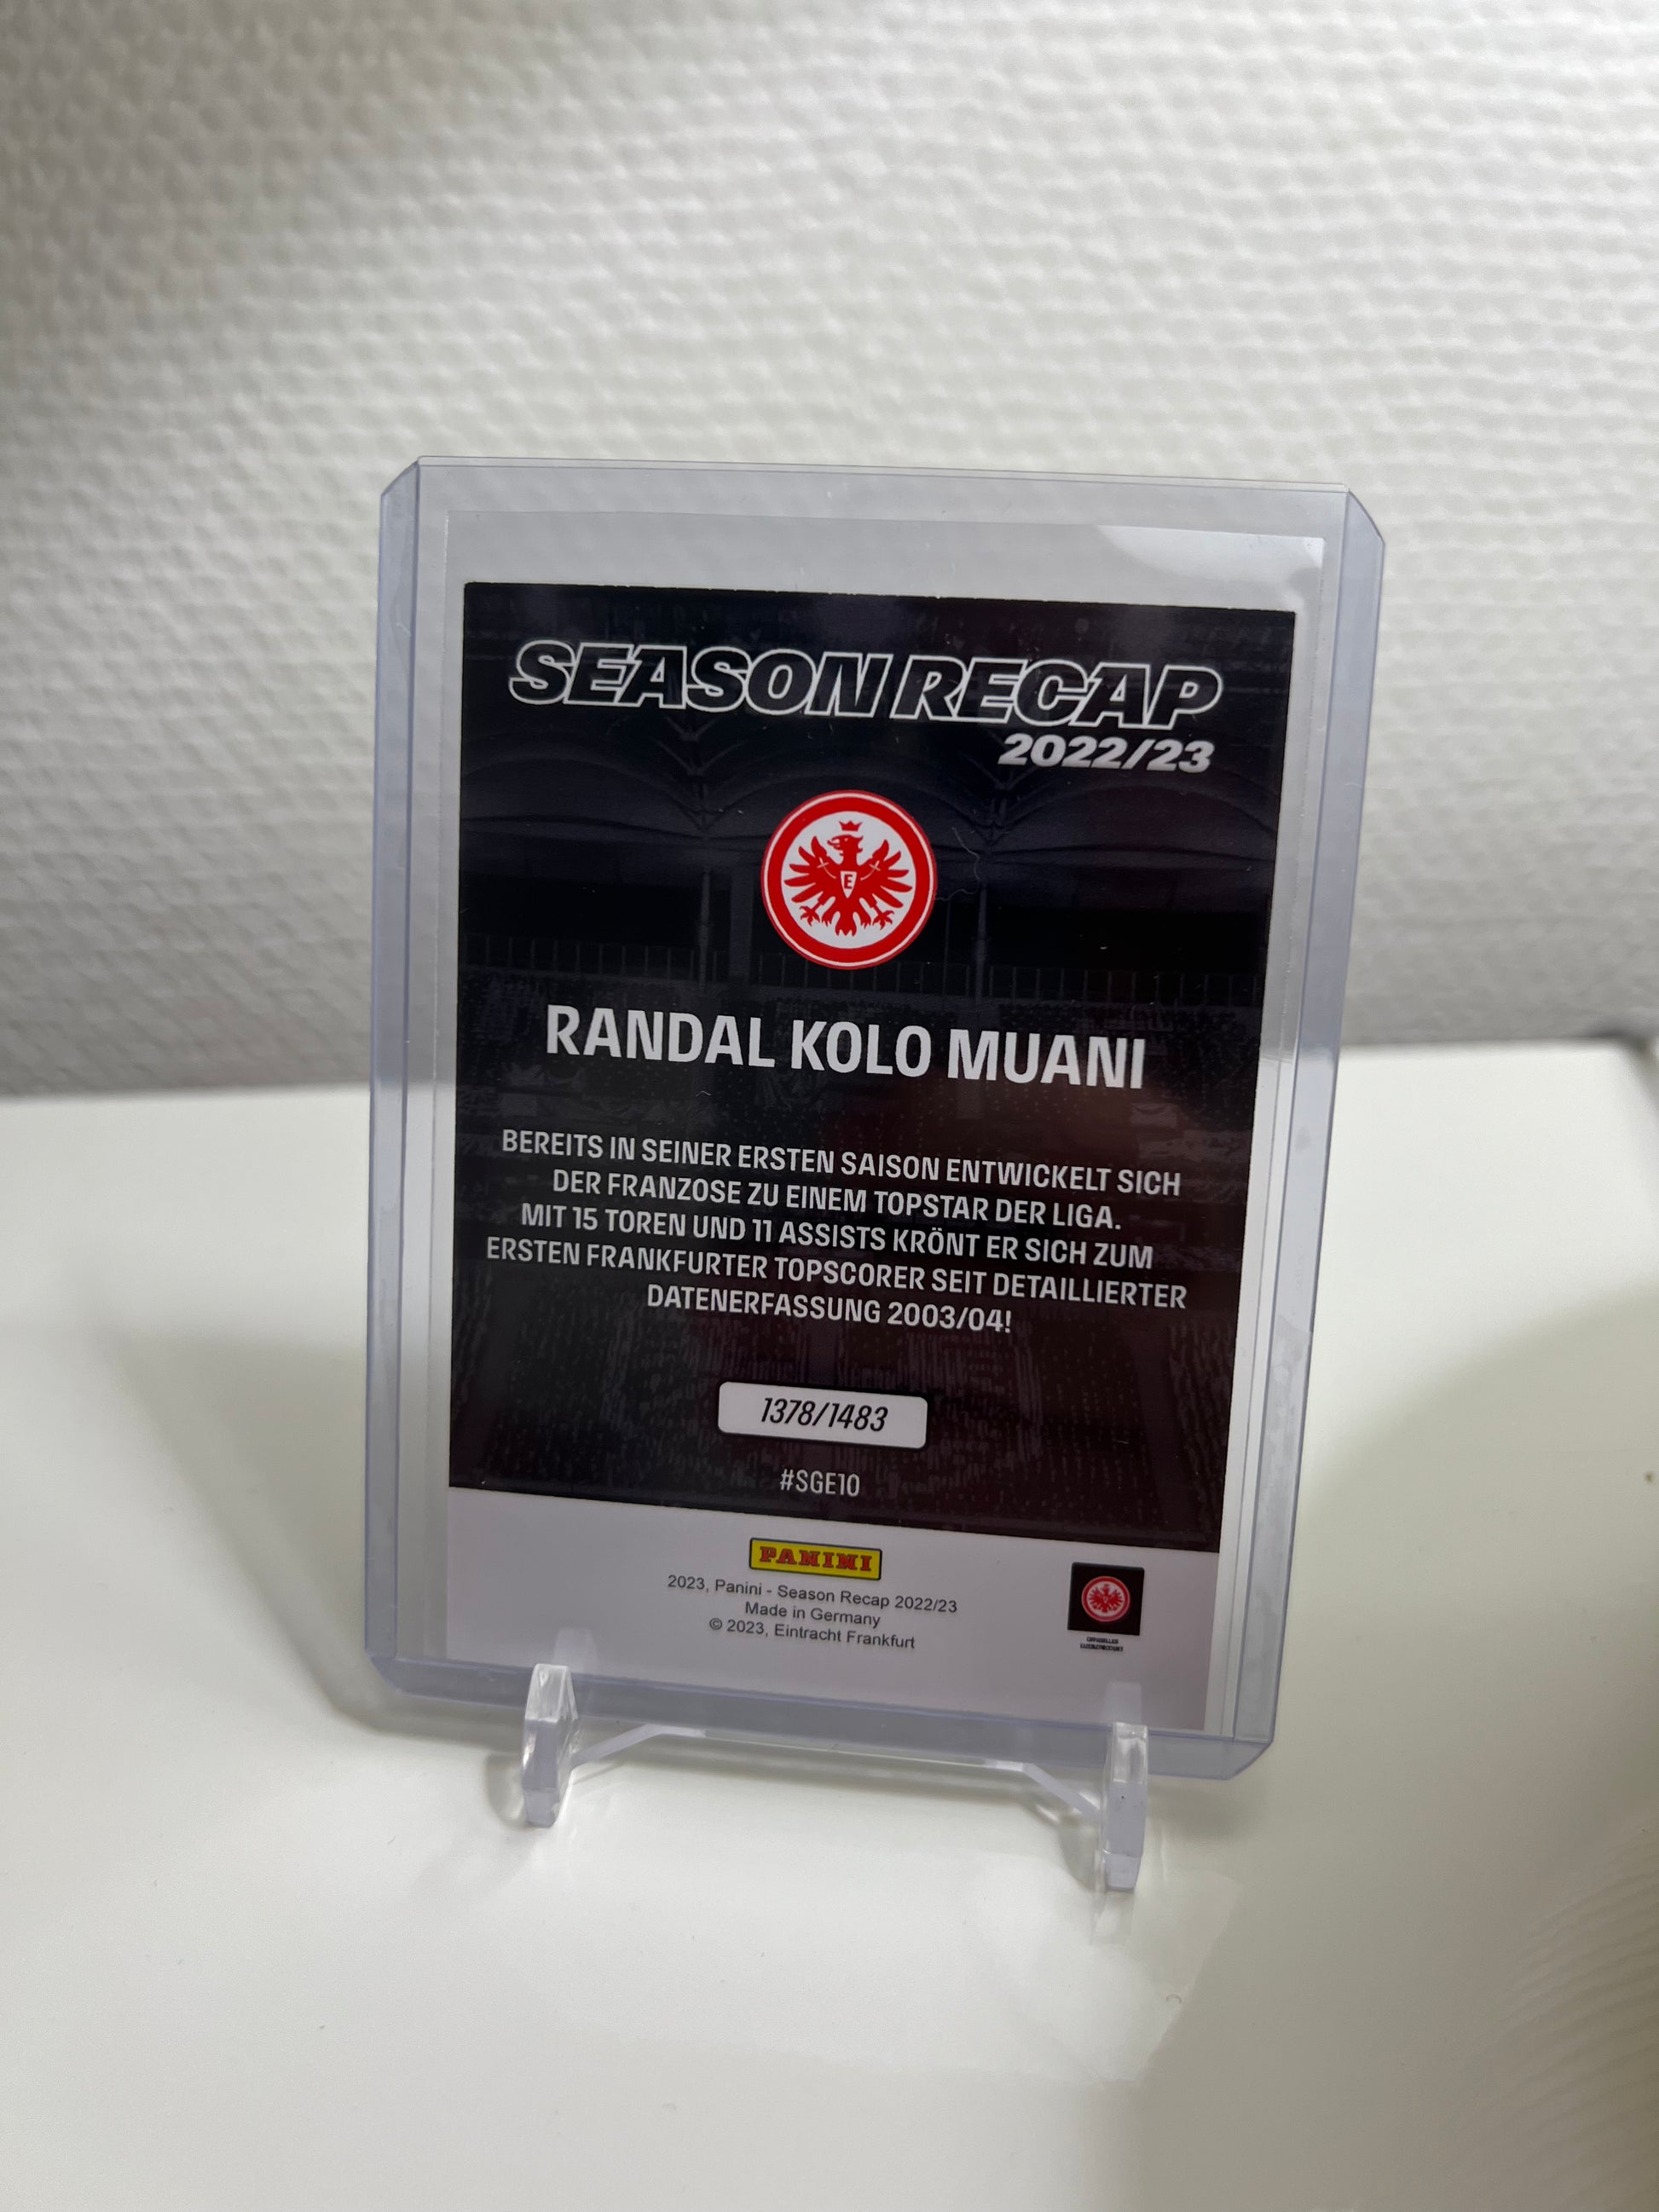 SEASON RECAP
2022/23
E
RANDAL KOLO MUANI
BEREITS IN SEINER ERSTEN SAISON ENTWICKELT SICH
DER FRANZOSE ZU EINEM TOPSTAR DER LIGA.
MIT 15 TOREN UND 11 ASSISTS KRÖNT ER SICH ZUM
ERSTEN FRANKFURTER TOPSCORER SEIT DETAILLIERTER
DATENERFASSUNG 2003/04!
1378/1483
#SGE10
PANINI
2023, Panini - Season Recap 2022/23
Made in Germany
© 2023, Eintracht Frankfurt
OFFIZIELLES
LIZENZPRODUKT